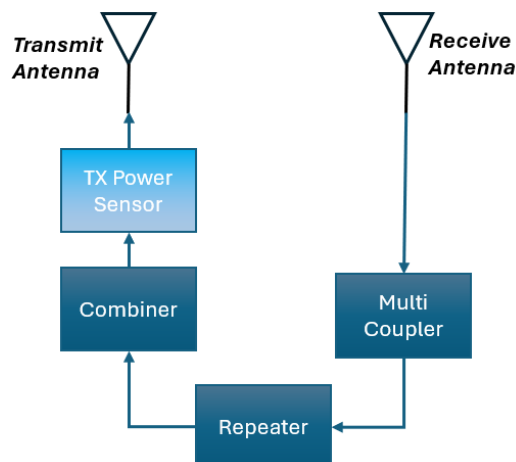 Transmit
Antenna
Receive
Antenna
TX Power
Sensor
Combiner
Multi
Coupler
Repeater